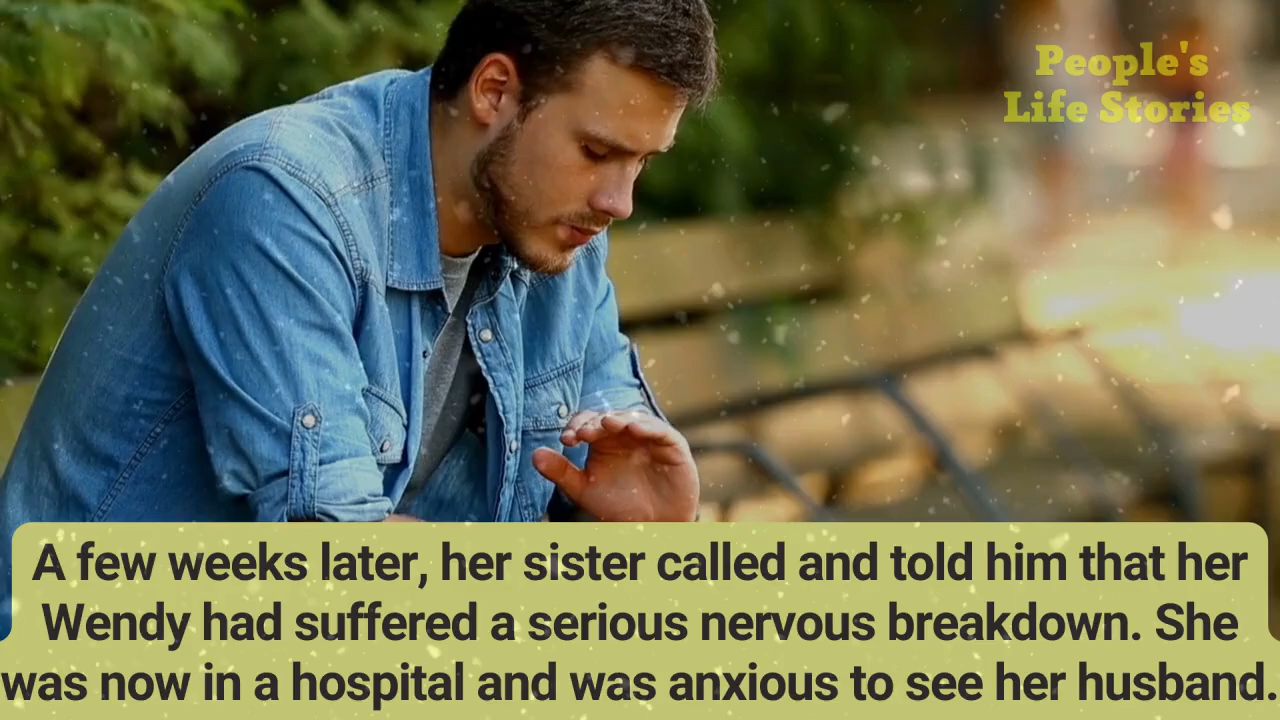 People's
Life Stories
A few weeks later, her sister called and told him that her
Wendy had suffered a serious nervous breakdown. She
was now in a hospital and was anxious to see her husband.